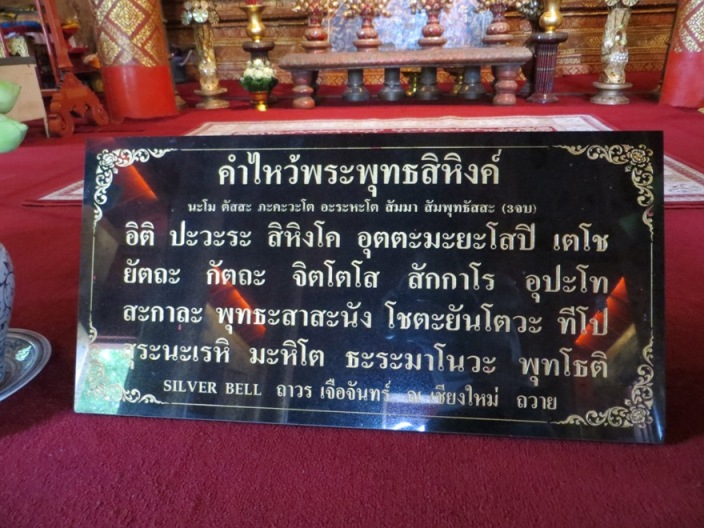 คำไหว้พระพุทธสิหิงค์
นะโม ตัสสะ ภะคะวะโต อะระหะโต สัมมา สัมพุทธัสสะ (3จบ)
อิติ ปะวะระ สิหิงโค อุตตะมะยะโสปี เตโช
ยัตถะ กัตถะ จิตโตโส สักกาโร อุปะโท
สะกาละ พุทธะสาสะนัง โชตะยันโตวะ ทีโป
สุระนะเรหิ มะหิโต ธะระมาโนวะ พุทโธติ
SILVER BELL ถาวร เจือจันทร์ ณ เชียงใหม่ ถวาย